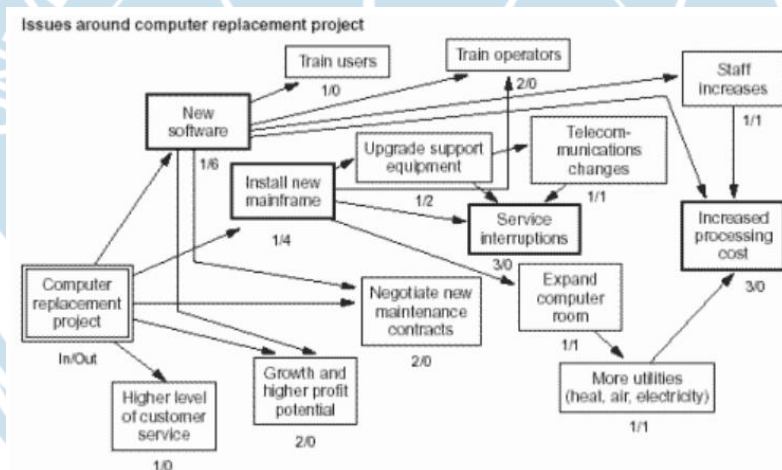 Issues around computer replacement project
Train users
1/0
Train operators
2/0
Staff
increases
1/1
New
software
1/6
Upgrade support
equipment
1/2
Telecom-
munications
changes
1/1
Install new
mainframe
1/4
Service
interruptions
3/0
Increased
processing
cost
3/0
Computer
replacement
project
In/Out
Negotiate new
maintenance
contracts
2/0
Expand
computer
room
1/1
Higher level
of customer
service
1/0
Growth and
higher profit
potential
2/0
More utilities
(heat, air, electricity)
1/1